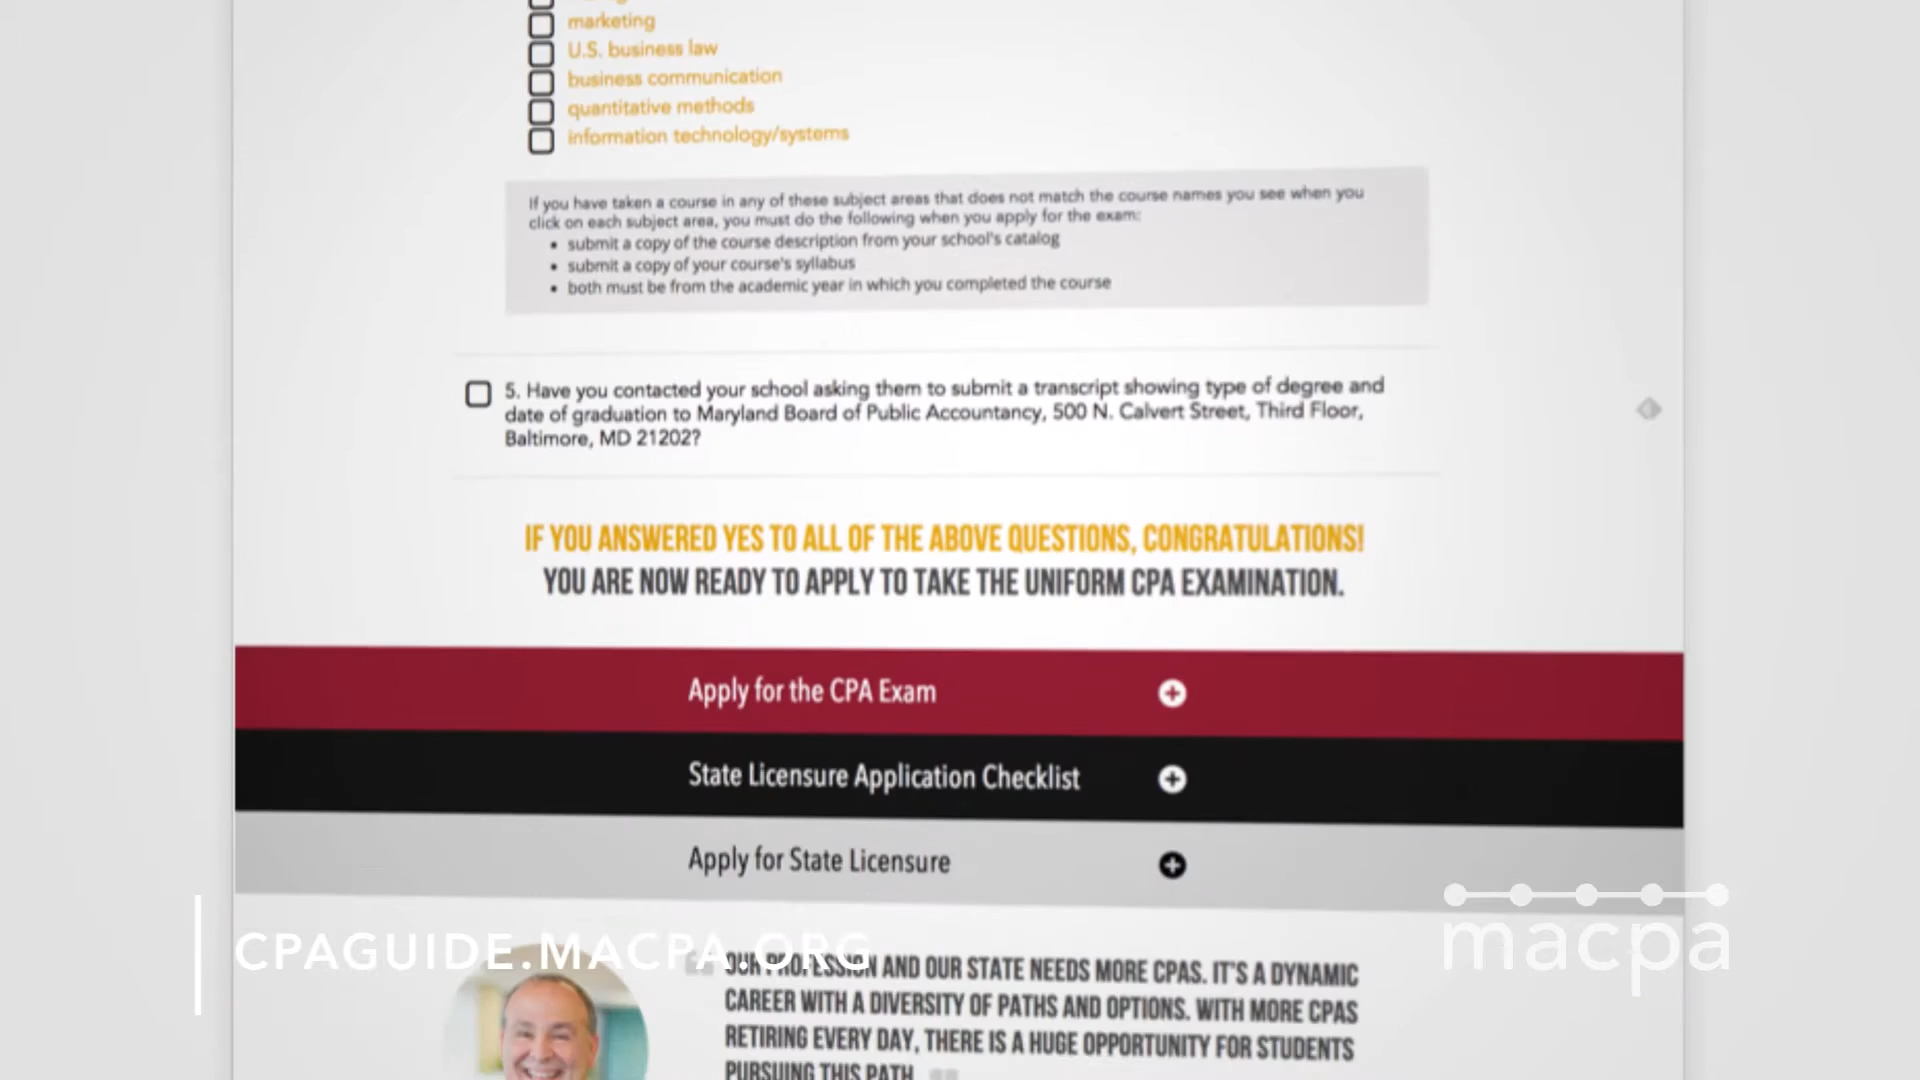 marketing
U.S. business law
business communication
quantitative methods
information technology/systems
If you have taken a course in any of these subject areas that does not match the course names you see when you
click on each subject area, you must do the following when you apply for the exam:
• submit a copy of the course description from your school's catalog
• submit a copy of your course's syllabus
• both must be from the academic year in which you completed the course
5. Have you contacted your school asking them to submit a transcript showing type of degree and
date of graduation to Maryland Board of Public Accountancy, 500 N. Calvert Street, Third Floor,
Baltimore, MD 21202?
IF YOU ANSWERED YES TO ALL OF THE ABOVE QUESTIONS, CONGRATULATIONS!
YOU ARE NOW READY TO APPLY TO TAKE THE UNIFORM CPA EXAMINATION.
Apply for the CPA Exam
State Licensure Application Checklist
Apply for State Licensure
CPAGUIDE.MACPA.ORG
macpa
OUR PROFESSION AND OUR STATE NEEDS MORE CPAS. IT'S A DYNAMIC
CAREER WITH A DIVERSITY OF PATHS AND OPTIONS. WITH MORE CPAS
RETIRING EVERY DAY, THERE IS A HUGE OPPORTUNITY FOR STUDENTS
PURSUING THIS PATH